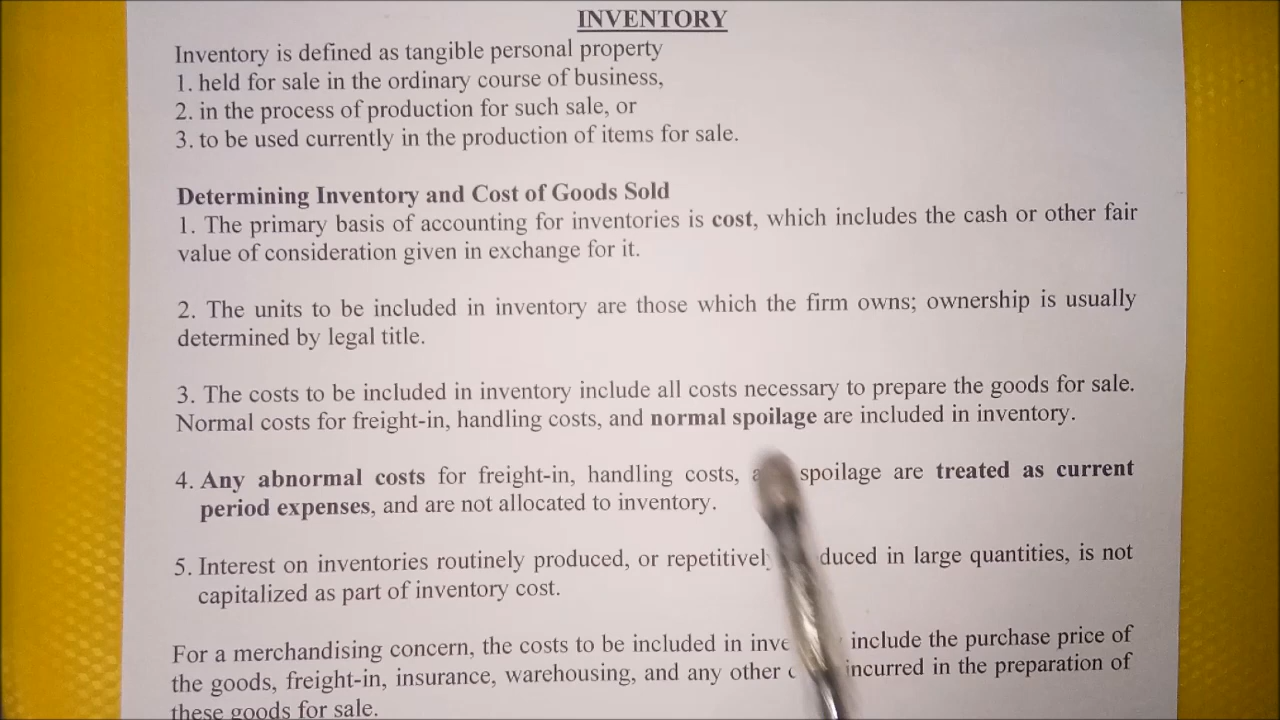 INVENTORY
Inventory is defined as tangible personal property
1. held for sale in the ordinary course of business,
2. in the process of production for such sale, or
3. to be used currently in the production of items for sale.
Determining Inventory and Cost of Goods Sold
1. The primary basis of accounting for inventories is cost, which includes the cash or other fair
value of consideration given in exchange for it.
2. The units to be included in inventory are those which the firm owns; ownership is usually
determined by legal title.
3. The costs to be included in inventory include all costs necessary to prepare the goods for sale.
Normal costs for freight-in, handling costs, and normal spoilage are included in inventory.
4. Any abnormal costs for freight-in, handling costs, spoilage are treated as current
period expenses, and are not allocated to inventory.
5. Interest on inventories routinely produced, or in large quantities, is not
capitalized as part of inventory cost.
For a merchandising concern, the costs to be included in include the purchase price of
the goods, freight-in, insurance, warehousing, and any other incurred in the preparation of
these goods for sale.